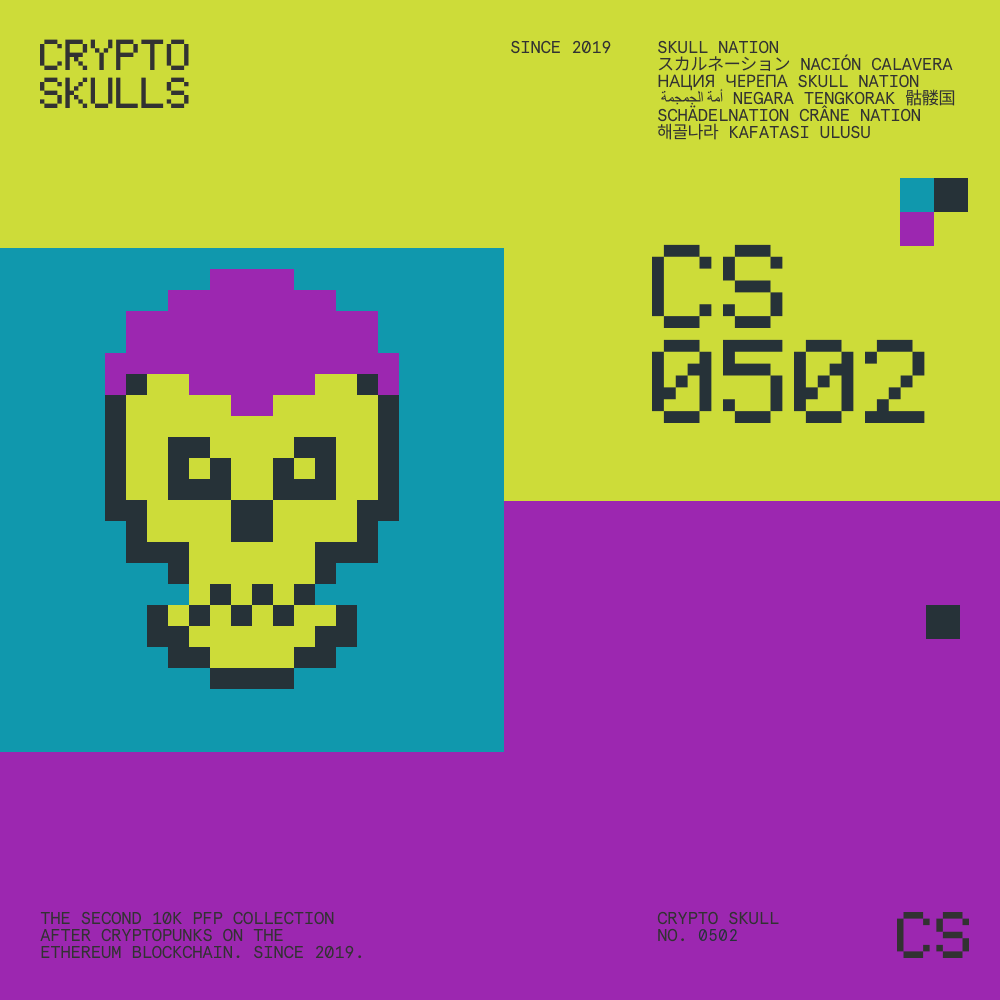 CRYPTO
SKULLS
SINCE 2019
SKULL NATION
スカルネーション NACIÓN CALAVERA
НАЦИЯ ЧЕРЕПА SKULL NATION
أمة الجمجمة NEGARA TENGKORAK 骷髅国
SCHÄDELNATION CRÂNE NATION
해골나라 KAFATASI ULUSU
CS
0502
THE SECOND 10K PFP COLLECTION
AFTER CRYPTOPUNKS ON THE
ETHEREUM BLOCKCHAIN. SINCE 2019.
CRYPTO SKULL
NO. 0502
CS